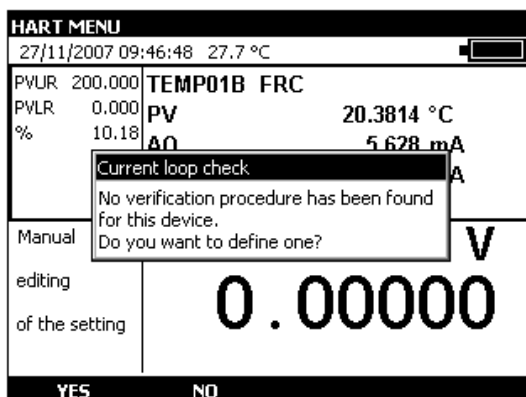 HART MENU
27/11/2007 09:46:48 27.7 °C
PVUR 200.000
PVLR 0.000
% 10.18
TEMP01B FRC
PV 20.3814 °C
AO 5.628 mA
A
Current loop check
No verification procedure has been found
for this device.
Do you want to define one?
Manual
editing
of the setting
V
0.00000
YES NO